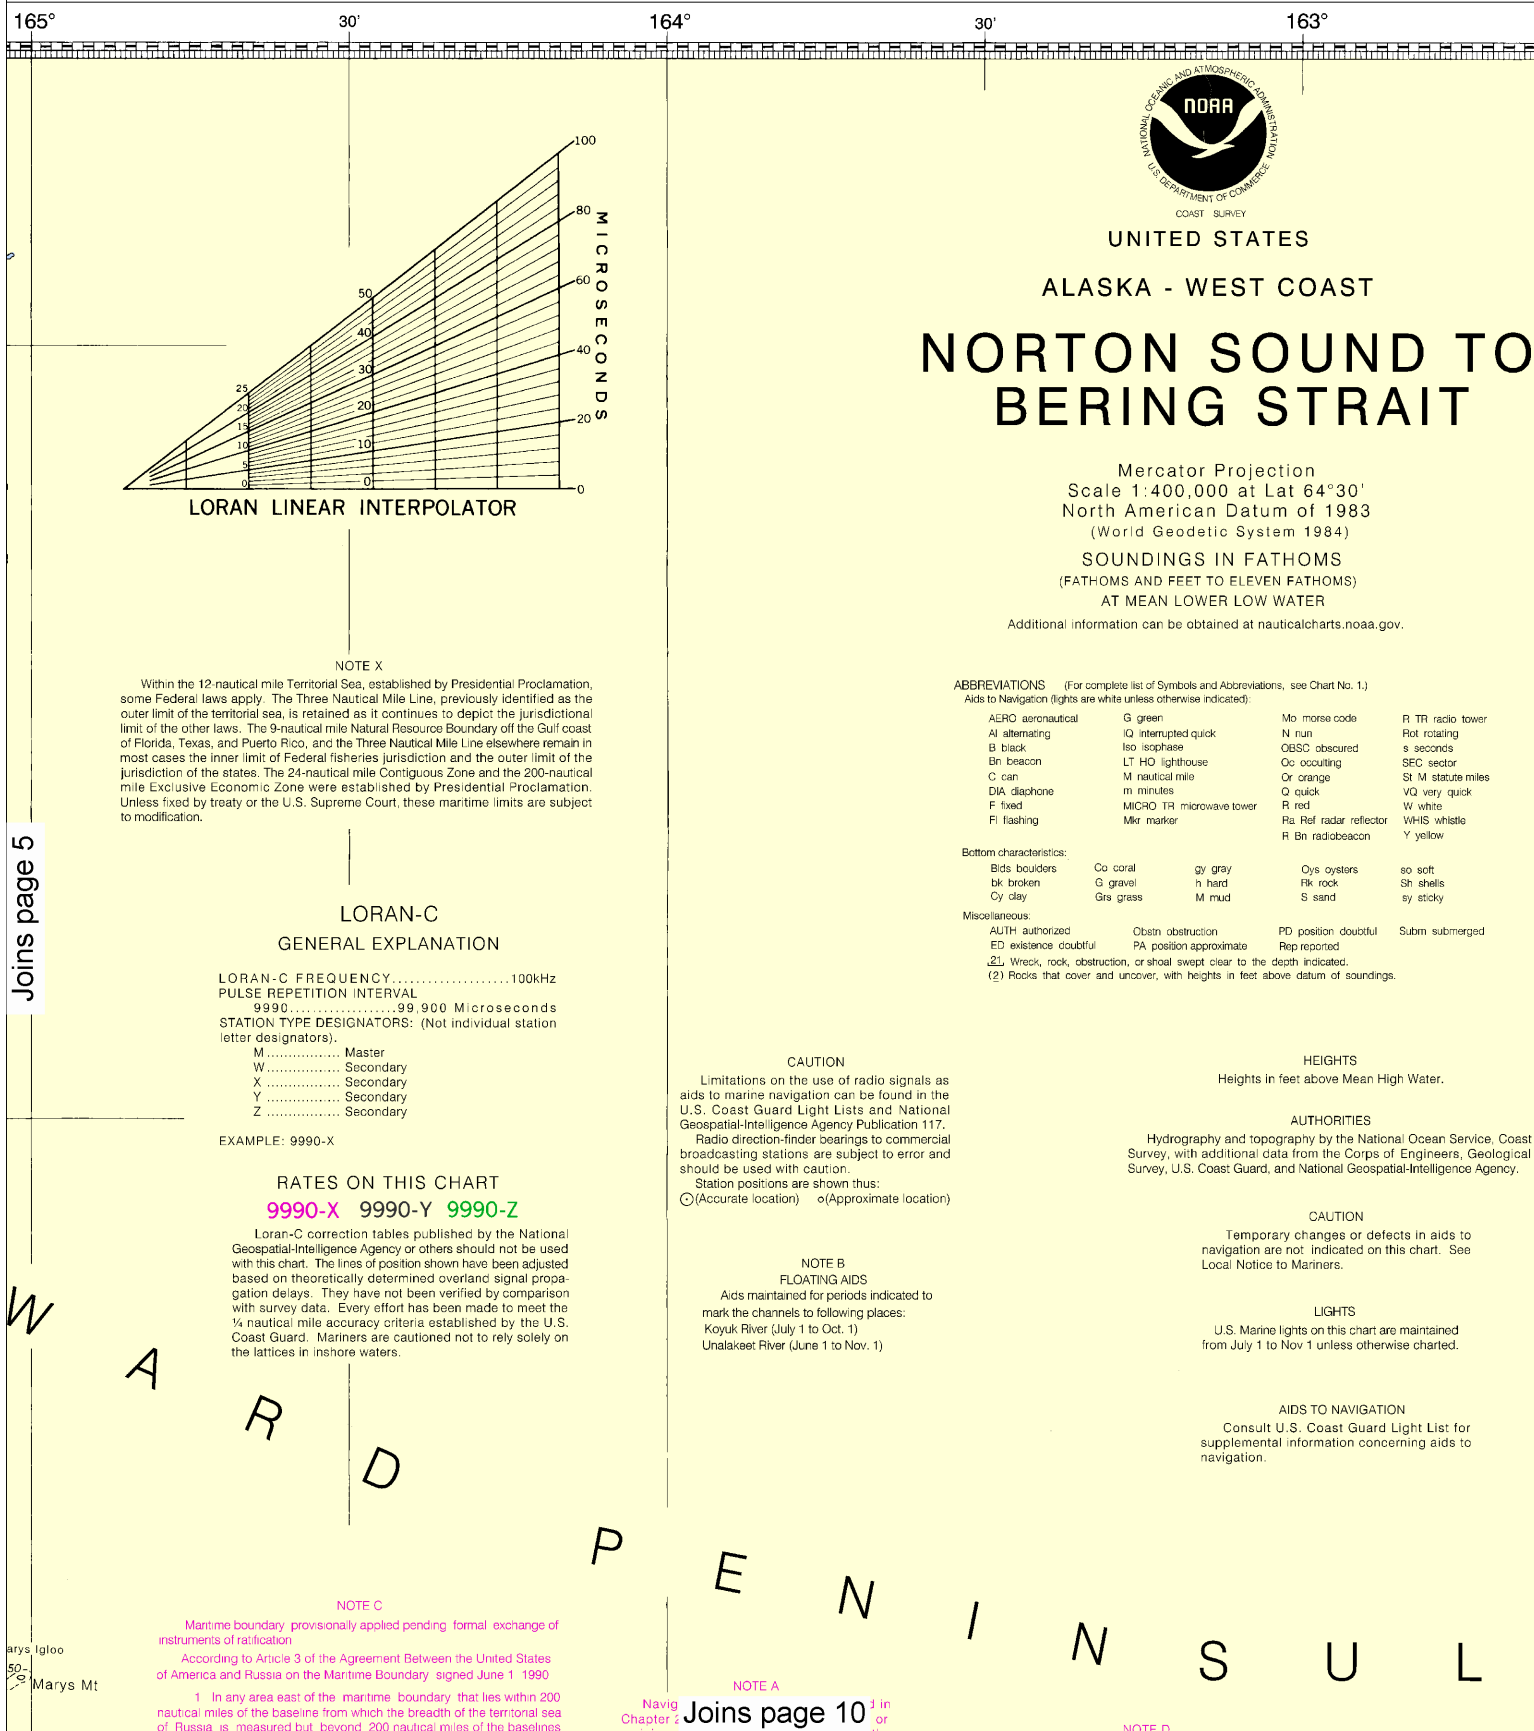 165°
30'
164°
30'
163°
NATIONAL OCEANIC AND ATMOSPHERIC ADMINISTRATION
NOAA
U.S. DEPARTMENT OF COMMERCE
COAST SURVEY
UNITED STATES
ALASKA - WEST COAST
NORTON SOUND TO
BERING STRAIT
Mercator Projection
Scale 1:400,000 at Lat 64°30'
North American Datum of 1983
(World Geodetic System 1984)
SOUNDINGS IN FATHOMS
(FATHOMS AND FEET TO ELEVEN FATHOMS)
AT MEAN LOWER LOW WATER
Additional information can be obtained at nauticalcharts.noaa.gov.
100
80
60
40
20
0
MICROSECONDS
50
40
30
20
10
0
25
20
15
10
5
0
LORAN LINEAR INTERPOLATOR
NOTE X
Within the 12-nautical mile Territorial Sea, established by Presidential Proclamation,
some Federal laws apply. The Three Nautical Mile Line, previously identified as the
outer limit of the territorial sea, is retained as it continues to depict the jurisdictional
limit of the other laws. The 9-nautical mile Natural Resource Boundary off the Gulf coast
of Florida, Texas, and Puerto Rico, and the Three Nautical Mile Line elsewhere remain in
most cases the inner limit of Federal fisheries jurisdiction and the outer limit of the
jurisdiction of the states. The 24-nautical mile Contiguous Zone and the 200-nautical
mile Exclusive Economic Zone were established by Presidential Proclamation.
Unless fixed by treaty or the U.S. Supreme Court, these maritime limits are subject
to modification.
ABBREVIATIONS (For complete list of Symbols and Abbreviations, see Chart No. 1.)
Aids to Navigation (lights are white unless otherwise indicated):
AERO aeronautical G green Mo morse code R TR radio tower
Al alternating IQ interrupted quick N nun Rot rotating
B black Iso isophase OBSC obscured s seconds
Bn beacon LT HO lighthouse Oc occulting SEC sector
C can M nautical mile Or orange St M statute miles
DIA diaphone m minutes Q quick VQ very quick
F fixed MICRO TR microwave tower R red W white
Fl flashing Mkr marker Ra Ref radar reflector WHIS whistle
R Bn radiobeacon Y yellow
Bottom characteristics:
Blds boulders Co coral gy gray Oys oysters so soft
bk broken G gravel h hard Rk rock Sh shells
Cy clay Grs grass M mud S sand sy sticky
Miscellaneous:
AUTH authorized Obstn obstruction PD position doubtful Subm submerged
ED existence doubtful PA position approximate Rep reported
21, Wreck, rock, obstruction, or shoal swept clear to the depth indicated.
(2) Rocks that cover and uncover, with heights in feet above datum of soundings.
Joins page 5
LORAN-C
GENERAL EXPLANATION
LORAN-C FREQUENCY....................100kHz
PULSE REPETITION INTERVAL
9990...................99,900 Microseconds
STATION TYPE DESIGNATORS: (Not individual station
letter designators).
M ................ Master
W ................ Secondary
X ................ Secondary
Y ................ Secondary
Z ................ Secondary
EXAMPLE: 9990-X
RATES ON THIS CHART
9990-X 9990-Y 9990-Z
Loran-C correction tables published by the National
Geospatial-Intelligence Agency or others should not be used
with this chart. The lines of position shown have been adjusted
based on theoretically determined overland signal propa-
gation delays. They have not been verified by comparison
with survey data. Every effort has been made to meet the
¼ nautical mile accuracy criteria established by the U.S.
Coast Guard. Mariners are cautioned not to rely solely on
the lattices in inshore waters.
CAUTION
Limitations on the use of radio signals as
aids to marine navigation can be found in the
U.S. Coast Guard Light Lists and National
Geospatial-Intelligence Agency Publication 117.
Radio direction-finder bearings to commercial
broadcasting stations are subject to error and
should be used with caution.
Station positions are shown thus:
(Accurate location) (Approximate location)
NOTE B
FLOATING AIDS
Aids maintained for periods indicated to
mark the channels to following places:
Koyuk River (July 1 to Oct. 1)
Unalakeet River (June 1 to Nov. 1)
HEIGHTS
Heights in feet above Mean High Water.
AUTHORITIES
Hydrography and topography by the National Ocean Service, Coast
Survey, with additional data from the Corps of Engineers, Geological
Survey, U.S. Coast Guard, and National Geospatial-Intelligence Agency.
CAUTION
Temporary changes or defects in aids to
navigation are not indicated on this chart. See
Local Notice to Mariners.
LIGHTS
U.S. Marine lights on this chart are maintained
from July 1 to Nov 1 unless otherwise charted.
AIDS TO NAVIGATION
Consult U.S. Coast Guard Light List for
supplemental information concerning aids to
navigation.
W A R D P E N I N S U L
NOTE C
Maritime boundary provisionally applied pending formal exchange of
instruments of ratification
According to Article 3 of the Agreement Between the United States
of America and Russia on the Maritime Boundary signed June 1 1990
1 In any area east of the maritime boundary that lies within 200
nautical miles of the baseline from which the breadth of the territorial sea
of Russia is measured but beyond 200 nautical miles of the baselines
arys Igloo
50
Marys Mt
NOTE A
Navig d in
Chapter 2 or
Joins page 10
NOTE D